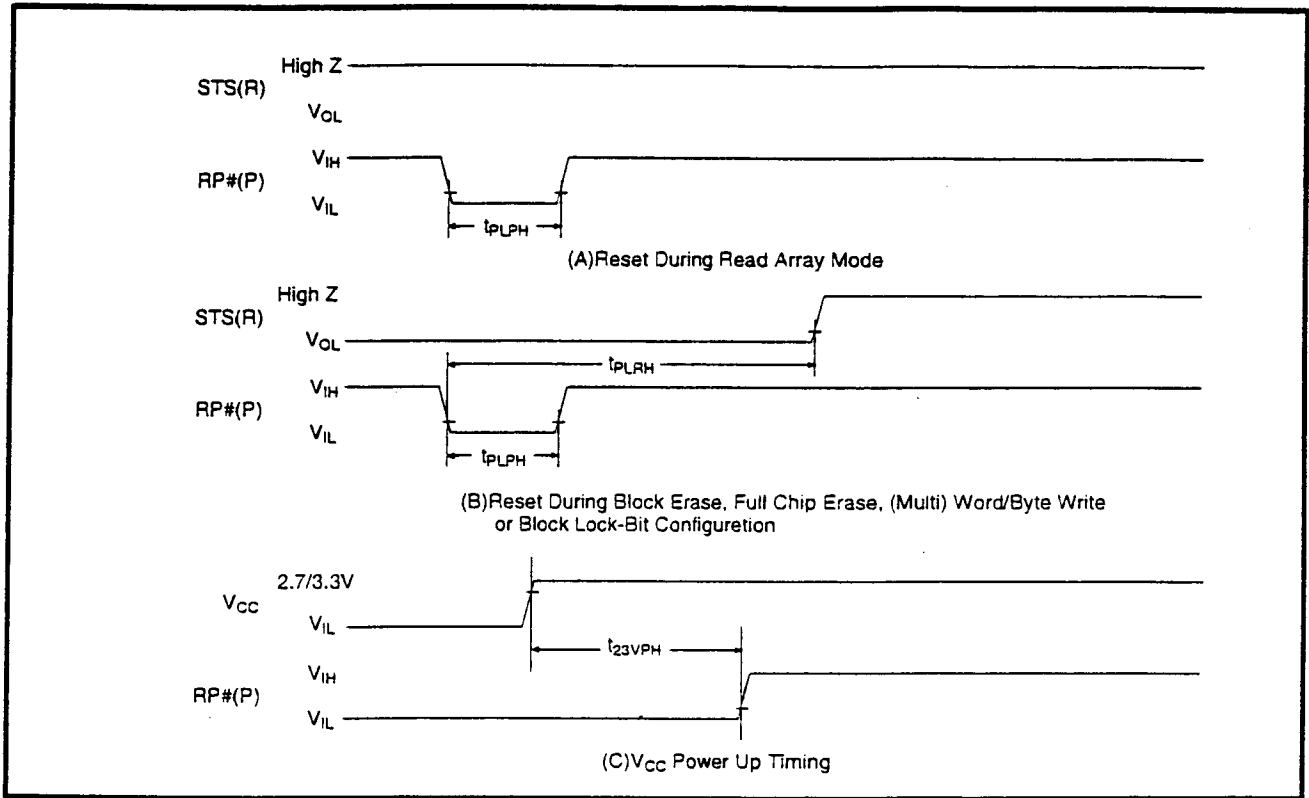 High Z
STS(R)
VOL
VIH
RP#(P)
VIL
tPLPH
(A)Reset During Read Array Mode
High Z
STS(R)
VOL
tPLRH
VIH
RP#(P)
VIL
tPLPH
(B)Reset During Block Erase, Full Chip Erase, (Multi) Word/Byte Write
or Block Lock-Bit Configuretion
2.7/3.3V
VCC
VIL
t23VPH
VIH
RP#(P)
VIL
(C)VCC Power Up Timing